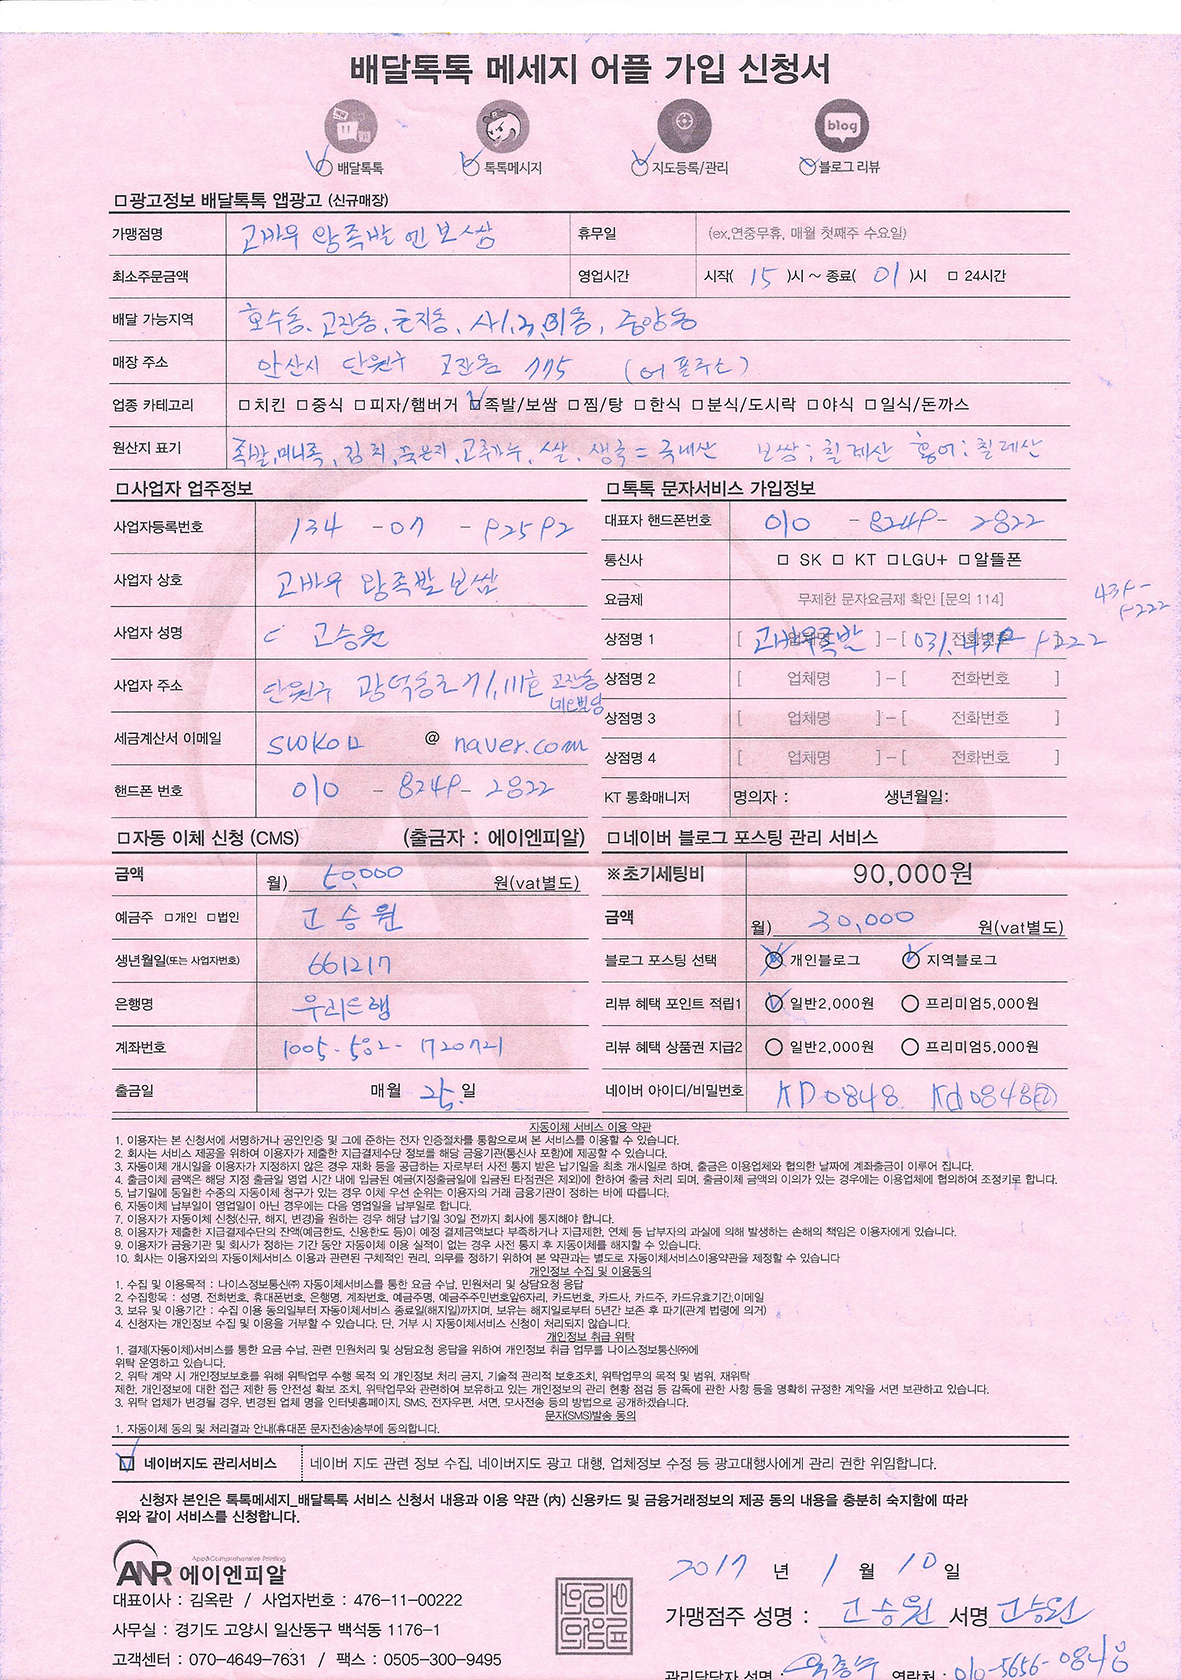 배달톡톡 메세지 어플 가입 신청서
blog
배달톡톡 톡톡메시지 지도등록/관리 블로그 리뷰
광고정보 배달톡톡 앱광고 (신규매장)
가맹점명 고바우 왕족발 엔 보쌈 휴무일 (ex.연중무휴, 매월 첫째주 수요일)
최소주문금액 영업시간 시작( 15 )시 ~ 종료( 01 )시 □ 24시간
배달 가능지역 호수동, 고잔동, 초지동, 사1,2,3동, 중앙동
매장 주소 안산시 단원구 고잔동 775 (어플주소)
업종 카테고리 □치킨 □중식 □피자/햄버거 □족발/보쌈 □찜/탕 □한식 □분식/도시락 □야식 □일식/돈까스
원산지 표기 족발,미니족, 김치, 묵은지, 고추가루, 쌀, 생족 = 국내산 보쌈 : 칠레산 홍어 : 칠레산
□사업자 업주정보 □톡톡 문자서비스 가입정보
사업자등록번호 134 - 07 - 92592 대표자 핸드폰번호 010 - 8249 - 2822
통신사 □ SK □ KT □LGU+ □알뜰폰
사업자 상호 고바우 왕족발 보쌈 요금제 무제한 문자요금제 확인 [문의 114] 439-
9222
사업자 성명 고승원 상점명 1 [ 업체명 고바우족발 ] - [ 전화번호 031. 439-9222
사업자 주소 단원구 광덕동로 71, 111호 고잔동 상점명 2 [ 업체명 ] - [ 전화번호 ]
상점명 3 [ 업체명 ] - [ 전화번호 ]
세금계산서 이메일 swko @ naver.com 상점명 4 [ 업체명 ] - [ 전화번호 ]
핸드폰 번호 010 - 8249 - 2822 KT 통화매니저 명의자 : 생년월일:
□자동 이체 신청 (CMS) (출금자 : 에이엔피알) □네이버 블로그 포스팅 관리 서비스
금액 월) 50,000 원(vat별도) ※초기세팅비 90,000원
예금주 □개인 □법인 고승원 금액 월) 30,000 원(vat별도)
생년월일(또는 사업자번호) 661217 블로그 포스팅 선택 개인블로그 지역블로그
은행명 우리은행 리뷰 혜택 포인트 적립1 일반2,000원 프리미엄5,000원
계좌번호 1005-502-1720721 리뷰 혜택 상품권 지급2 일반2,000원 프리미엄5,000원
출금일 매월 25 일 네이버 아이디/비밀번호 KD0848 Kd0848@
자동이체 서비스 이용 약관
1. 이용자는 본 신청서에 서명하거나 공인인증 및 그에 준하는 전자 인증절차를 통함으로써 본 서비스를 이용할 수 있습니다.
2. 회사는 서비스 제공을 위하여 이용자가 제출한 지급결제수단 정보를 해당 금융기관(통신사 포함)에 제공할 수 있습니다.
3. 자동이체 개시일을 이용자가 지정하지 않은 경우 재화 등을 공급하는 자로부터 사전 통지 받은 납기일을 최초 개시일로 하며, 출금은 이용업체와 협의한 날짜에 계좌출금이 이루어 집니다.
4. 출금이체 금액은 해당 지정 출금일 영업 시간 내에 입금된 예금(지정출금일에 입금된 타점권은 제외)에 한하여 출금 처리 되며, 출금이체 금액의 이의가 있는 경우에는 이용업체에 협의하여 조정키로 합니다.
5. 납기일에 동일한 수종의 자동이체 청구가 있는 경우 이체 우선 순위는 이용자의 거래 금융기관이 정하는 바에 따릅니다.
6. 자동이체 납부일이 영업일이 아닌 경우에는 다음 영업일을 납부일로 합니다.
7. 이용자가 자동이체 신청(신규, 해지, 변경)을 원하는 경우 해당 납기일 30일 전까지 회사에 통지해야 합니다.
8. 이용자가 제출한 지급결제수단의 잔액(예금한도, 신용한도 등)이 예정 결제금액보다 부족하거나 지급제한, 연체 등 납부자의 과실에 의해 발생하는 손해의 책임은 이용자에게 있습니다.
9. 이용자가 금융기관 및 회사가 정하는 기간 동안 자동이체 이용 실적이 없는 경우 사전 통지 후 자동이체를 해지할 수 있습니다.
10. 회사는 이용자와의 자동이체서비스 이용과 관련된 구체적인 권리, 의무를 정하기 위하여 본 약관과는 별도로 자동이체서비스이용약관을 제정할 수 있습니다
개인정보 수집 및 이용동의
1. 수집 및 이용목적 : 나이스정보통신㈜ 자동이체서비스를 통한 요금 수납, 민원처리 및 상담요청 응답
2. 수집항목 : 성명, 전화번호, 휴대폰번호, 은행명, 계좌번호, 예금주명, 예금주주민번호앞6자리, 카드번호, 카드사, 카드주, 카드유효기간,이메일
3. 보유 및 이용기간 : 수집 이용 동의일부터 자동이체서비스 종료일(해지일)까지며, 보유는 해지일로부터 5년간 보존 후 파기(관계 법령에 의거)
4. 신청자는 개인정보 수집 및 이용을 거부할 수 있습니다. 단, 거부 시 자동이체서비스 신청이 처리되지 않습니다.
개인정보 취급 위탁
1. 결제(자동이체)서비스를 통한 요금 수납, 관련 민원처리 및 상담요청 응답을 위하여 개인정보 취급 업무를 나이스정보통신㈜에
위탁 운영하고 있습니다.
2. 위탁 계약 시 개인정보보호를 위해 위탁업무 수행 목적 외 개인정보 처리 금지, 기술적 관리적 보호조치, 위탁업무의 목적 및 범위, 재위탁
제한, 개인정보에 대한 접근 제한 등 안전성 확보 조치, 위탁업무와 관련하여 보유하고 있는 개인정보의 관리 현황 점검 등 감독에 관한 사항 등을 명확히 규정한 계약을 서면 보관하고 있습니다.
3. 위탁 업체가 변경될 경우, 변경된 업체 명을 인터넷홈페이지, SMS, 전자우편, 서면, 모사전송 등의 방법으로 공개하겠습니다.
문자(SMS)발송 동의
1. 자동이체 동의 및 처리결과 안내(휴대폰 문자전송)송부에 동의합니다.
네이버지도 관리서비스 네이버 지도 관련 정보 수집, 네이버지도 광고 대행, 업체정보 수정 등 광고대행사에게 관리 권한 위임합니다.
신청자 본인은 톡톡메세지_배달톡톡 서비스 신청서 내용과 이용 약관 (內) 신용카드 및 금융거래정보의 제공 동의 내용을 충분히 숙지함에 따라
위와 같이 서비스를 신청합니다.
App&Comprehensive Printing
ANR 에이엔피알 2017 년 1 월 10 일
대표이사 : 김옥란 / 사업자번호 : 476-11-00222
가맹점주 성명 : 고승원 서명 고승원
사무실 : 경기도 고양시 일산동구 백석동 1176-1
고객센터 : 070-4649-7631 / 팩스 : 0505-300-9495
관리담당자 성명 : 연락처 : 010-5656-0848